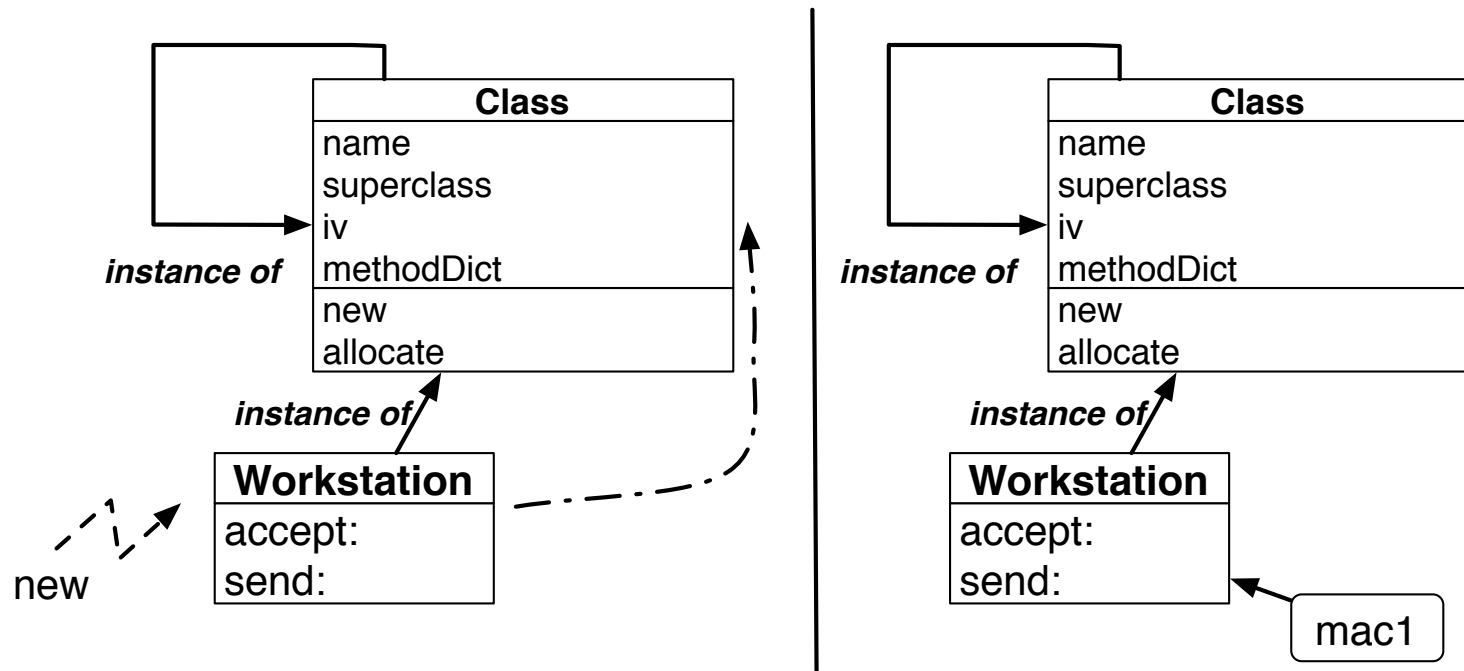 Class
name
superclass
iv
instance of
methodDict
new
allocate
instance of
Workstation
accept:
send:
new
Class
name
superclass
iv
instance of
methodDict
new
allocate
instance of
Workstation
accept:
send:
mac1